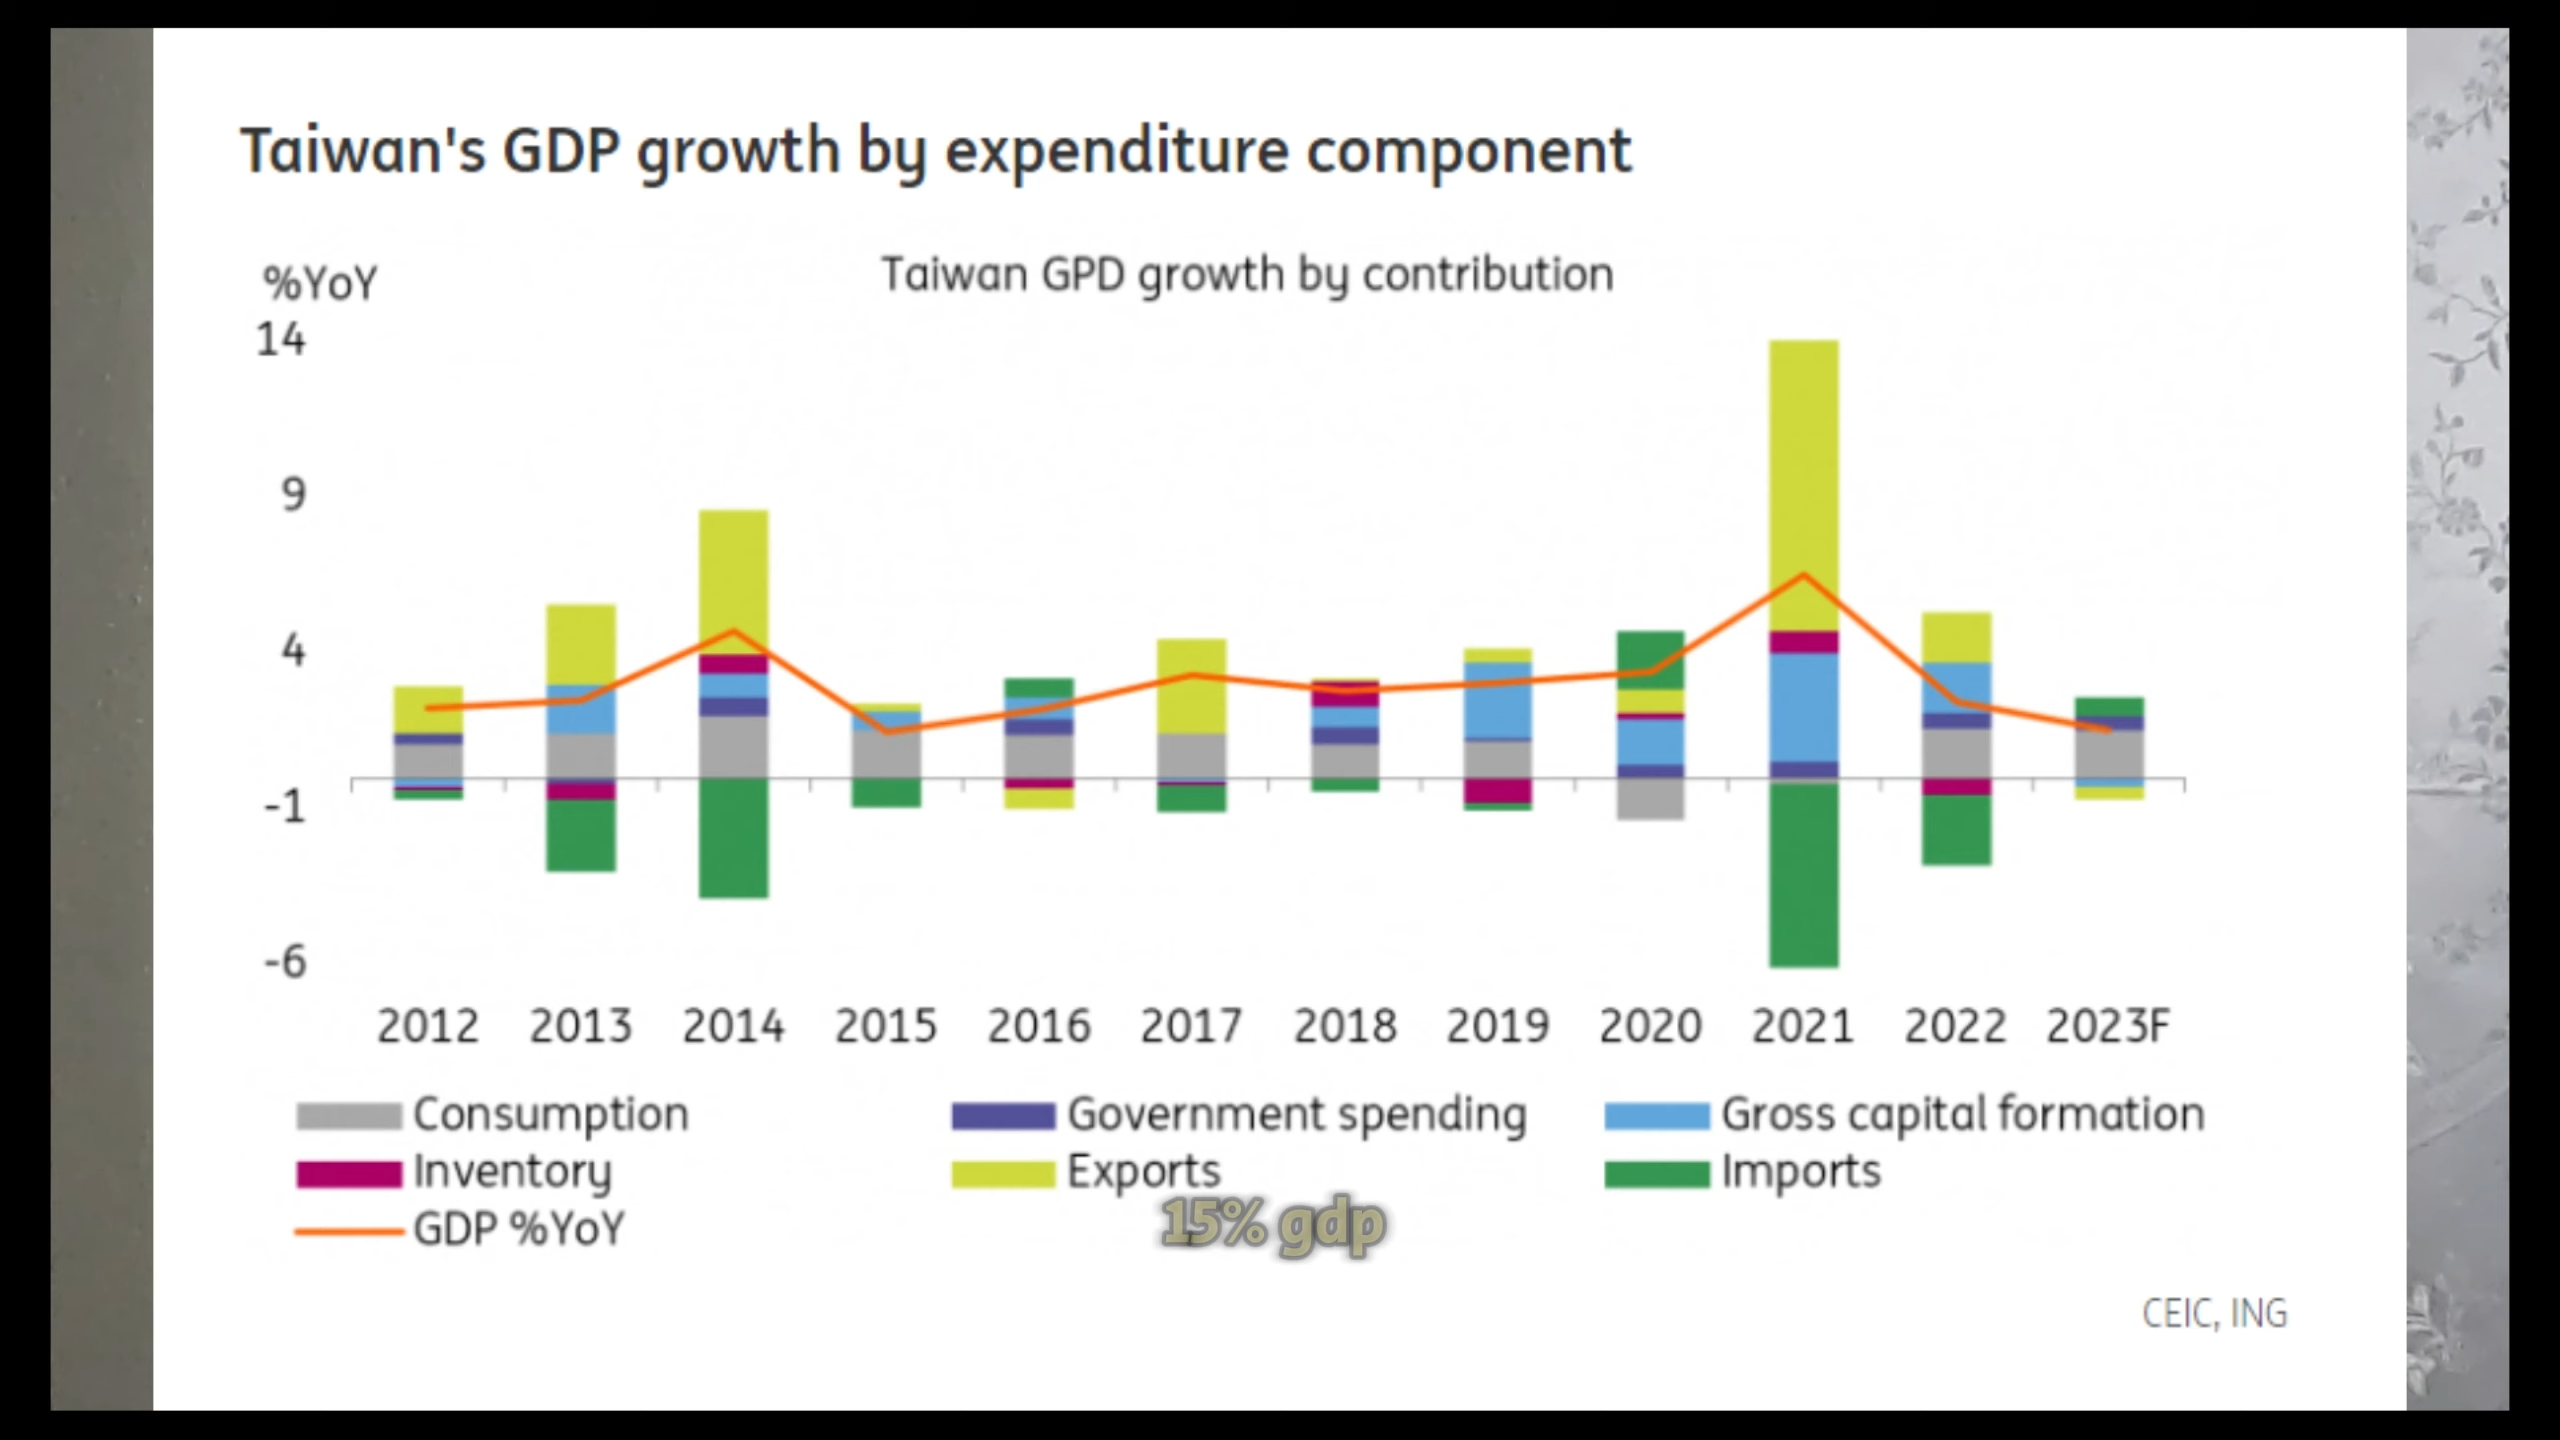 Taiwan's GDP growth by expenditure component
Taiwan GPD growth by contribution
%YoY
14
9
4
-1
-6
2012 2013 2014 2015 2016 2017 2018 2019 2020 2021 2022 2023F
Consumption Government spending Gross capital formation
Inventory Exports Imports
GDP %YoY
15% gdp
CEIC, ING